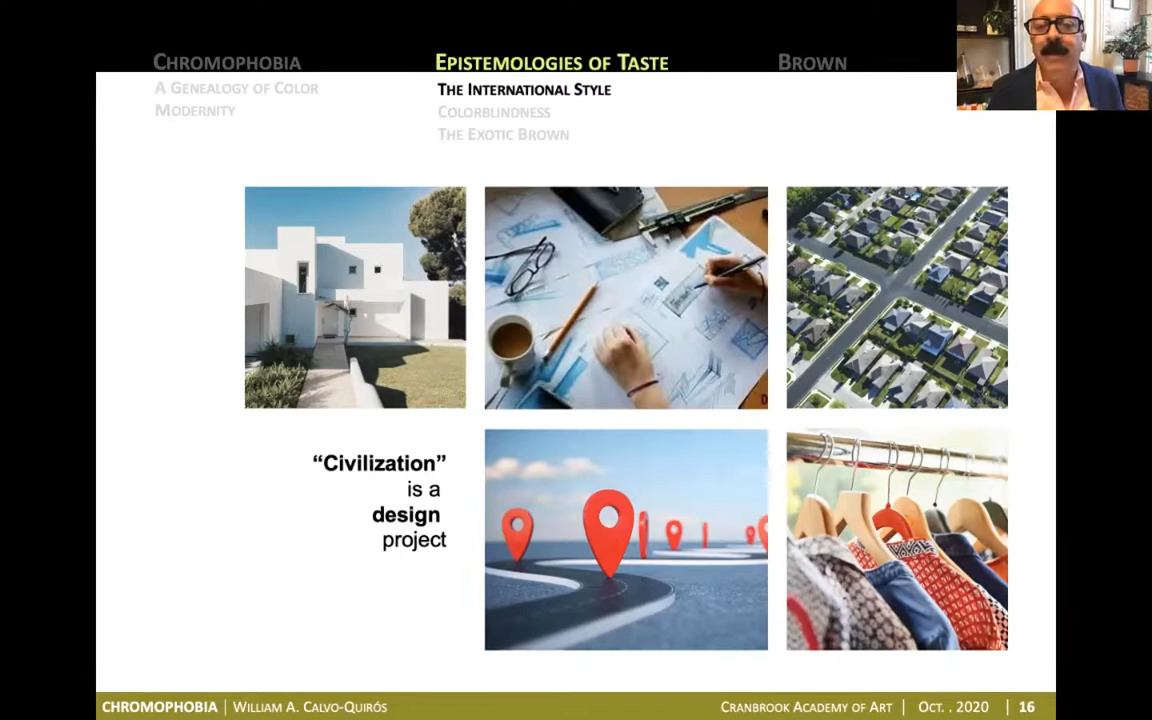 CHROMOPHOBIA
A GENEALOGY OF COLOR
MODERNITY
EPISTEMOLOGIES OF TASTE
THE INTERNATIONAL STYLE
COLORBLINDNESS
THE EXOTIC BROWN
BROWN
“Civilization”
is a
design
project
CHROMOPHOBIA | WILLIAM A. CALVO-QUIRÓS
CRANBROOK ACADEMY OF ART | OCT. . 2020 | 16